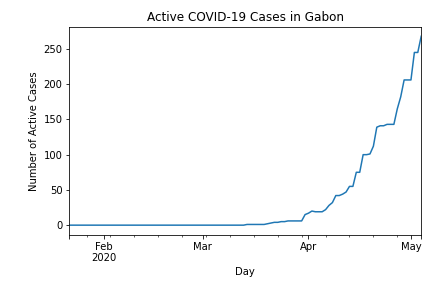 Active COVID-19 Cases in Gabon
Number of Active Cases
250
200
150
100
50
0
Feb
2020
Mar
Apr
May
Day